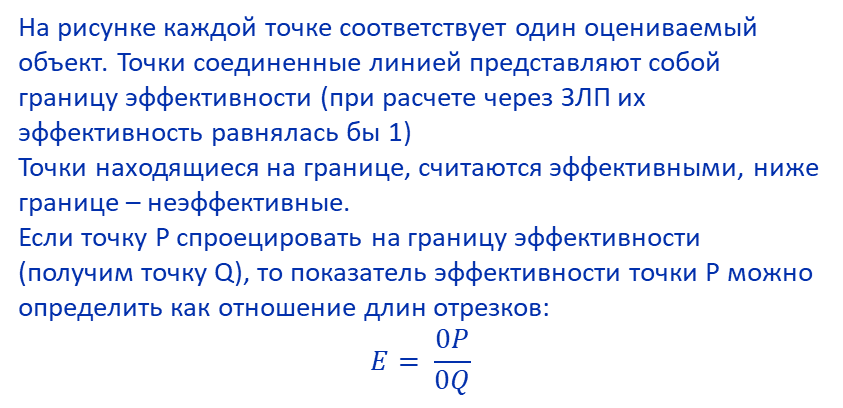 На рисунке каждой точке соответствует один оцениваемый
объект. Точки соединенные линией представляют собой
границу эффективности (при расчете через ЗЛП их
эффективность равнялась бы 1)
Точки находящиеся на границе, считаются эффективными, ниже
границе – неэффективные.
Если точку P спроецировать на границу эффективности
(получим точку Q), то показатель эффективности точки P можно
определить как отношение длин отрезков:
E = 0P / 0Q